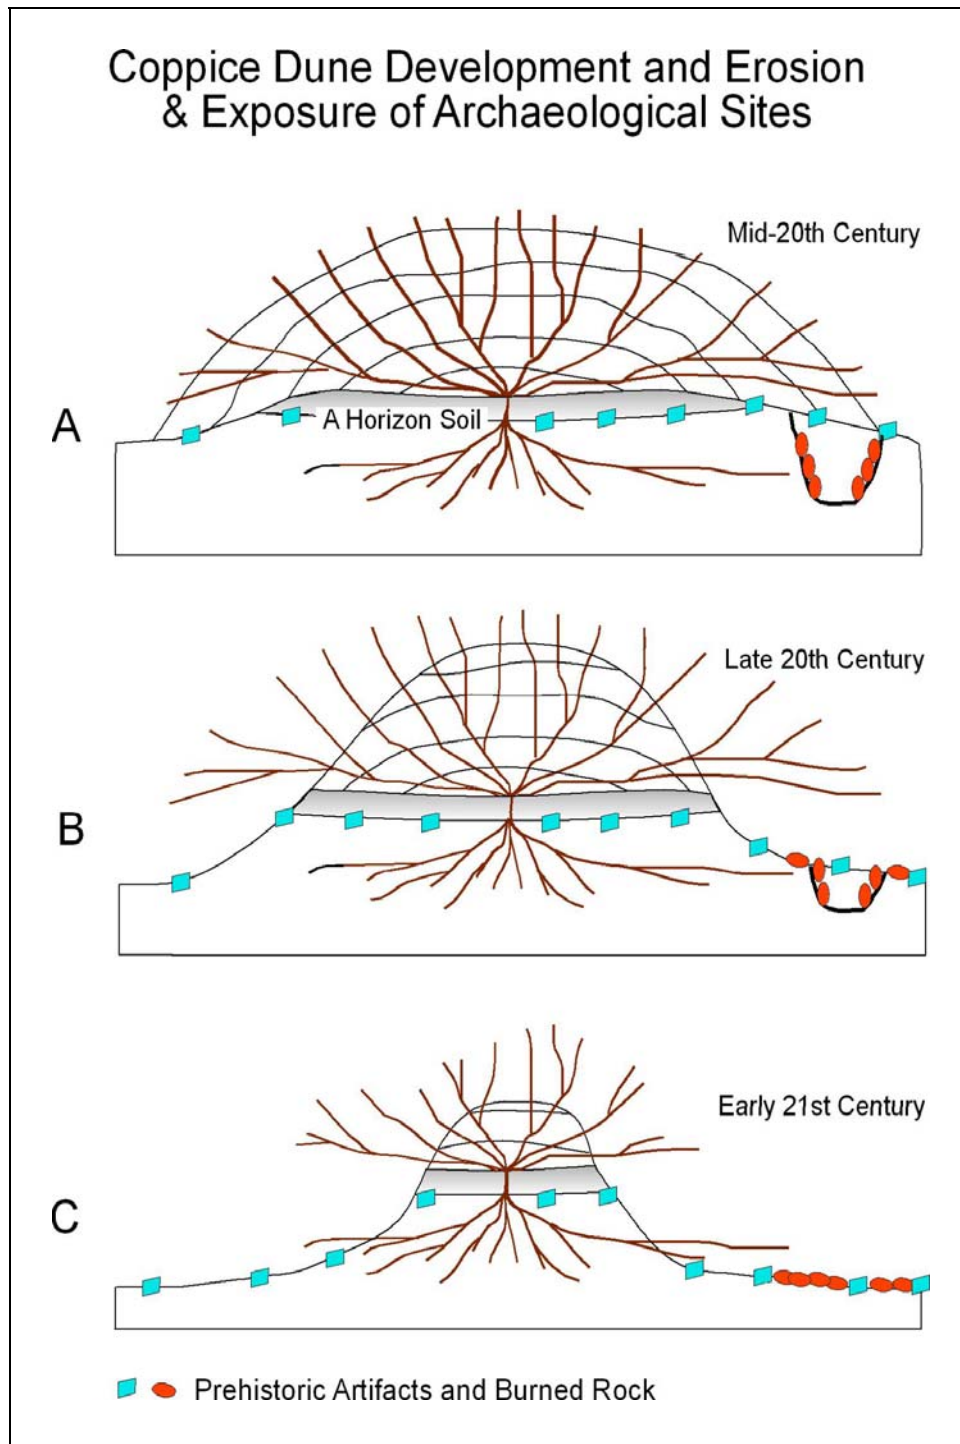 Coppice Dune Development and Erosion
& Exposure of Archaeological Sites
Mid-20th Century
A
A Horizon Soil
Late 20th Century
B
Early 21st Century
C
Prehistoric Artifacts and Burned Rock